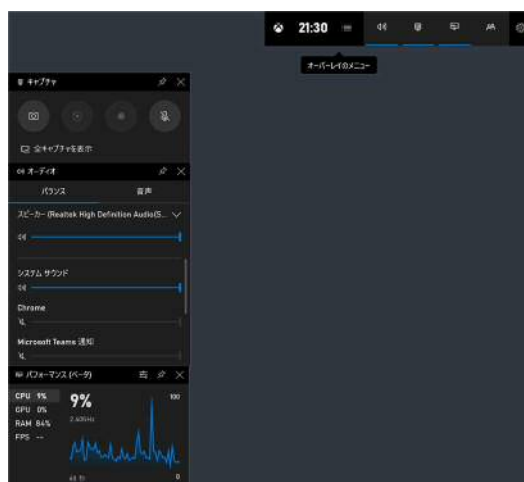 21:30
オーバーレイのメニュー
キャプチャ
全キャプチャを表示
オーディオ
バランス
音声
スピーカー (Realtek High Definition Audio(S...
システム サウンド
Chrome
Microsoft Teams 通知
パフォーマンス (ベータ)
CPU 9%
GPU 0%
RAM 84%
FPS --
9%
2.40GHz
100
60 秒
0